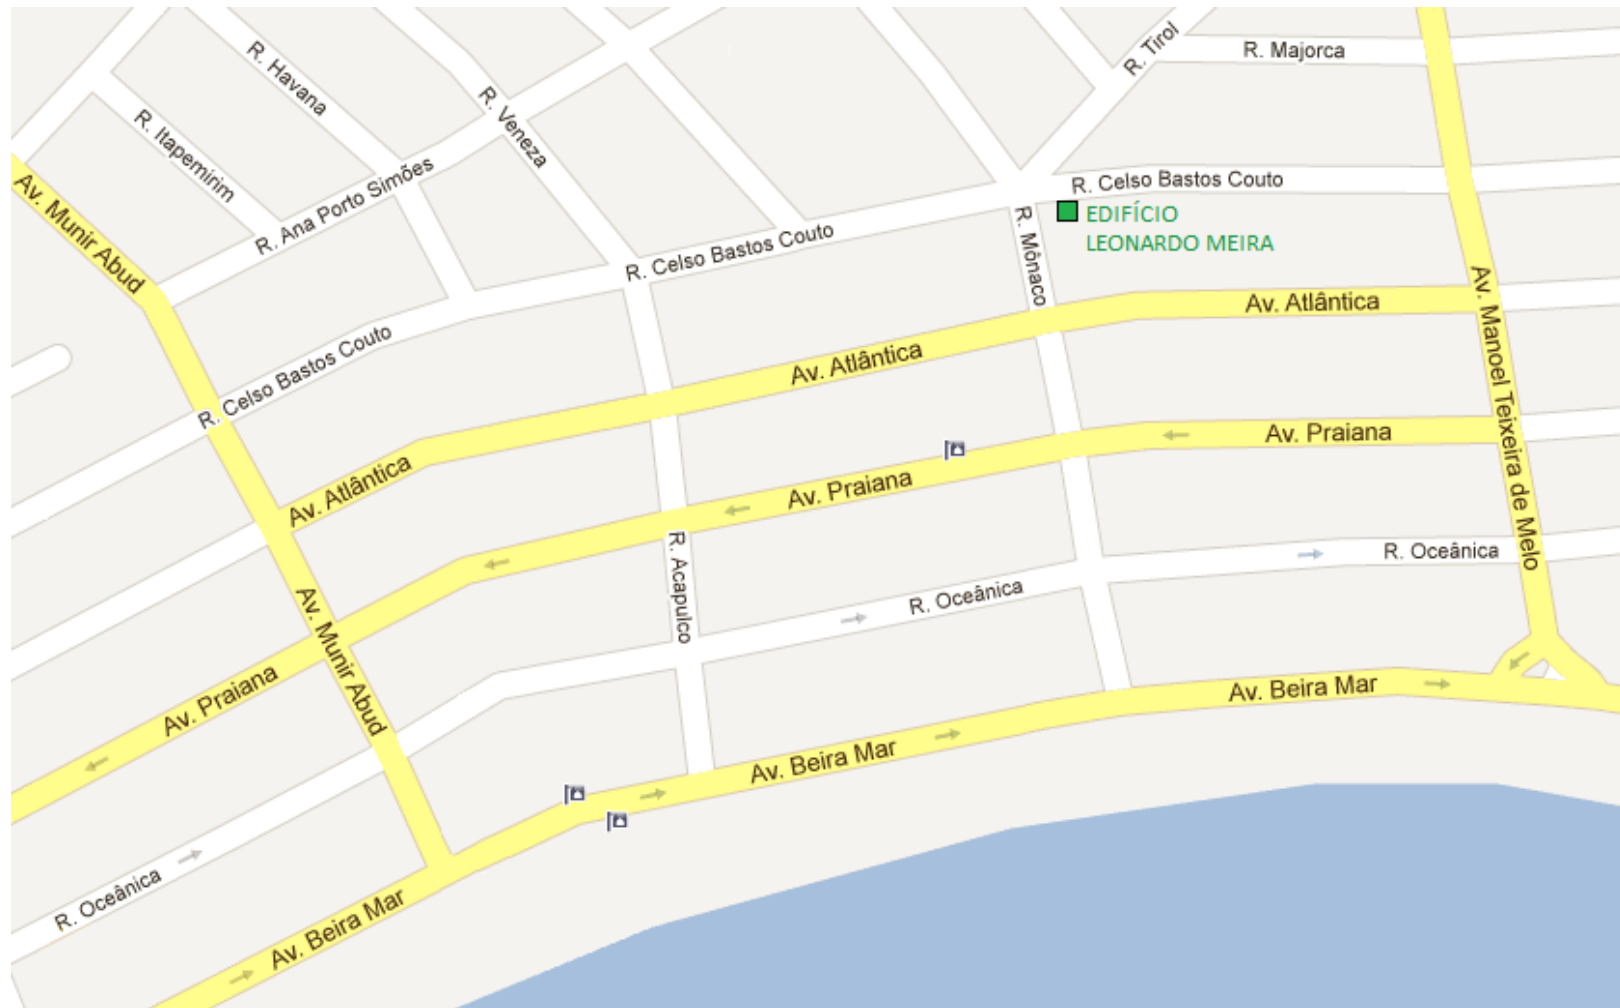 R. Tirol
R. Majorca
R. Havana
R. Veneza
R. Itapemirim
R. Ana Porto Simões
Av. Munir Abud
R. Celso Bastos Couto
EDIFÍCIO
LEONARDO MEIRA
R. Celso Bastos Couto
R. Mônaco
Av. Atlântica
Av. Manoel Teixeira de Melo
R. Celso Bastos Couto
Av. Atlântica
Av. Praiana
Av. Atlântica
Av. Praiana
R. Acapulco
R. Oceânica
R. Oceânica
Av. Munir Abud
Av. Praiana
Av. Beira Mar
Av. Beira Mar
R. Oceânica
Av. Beira Mar